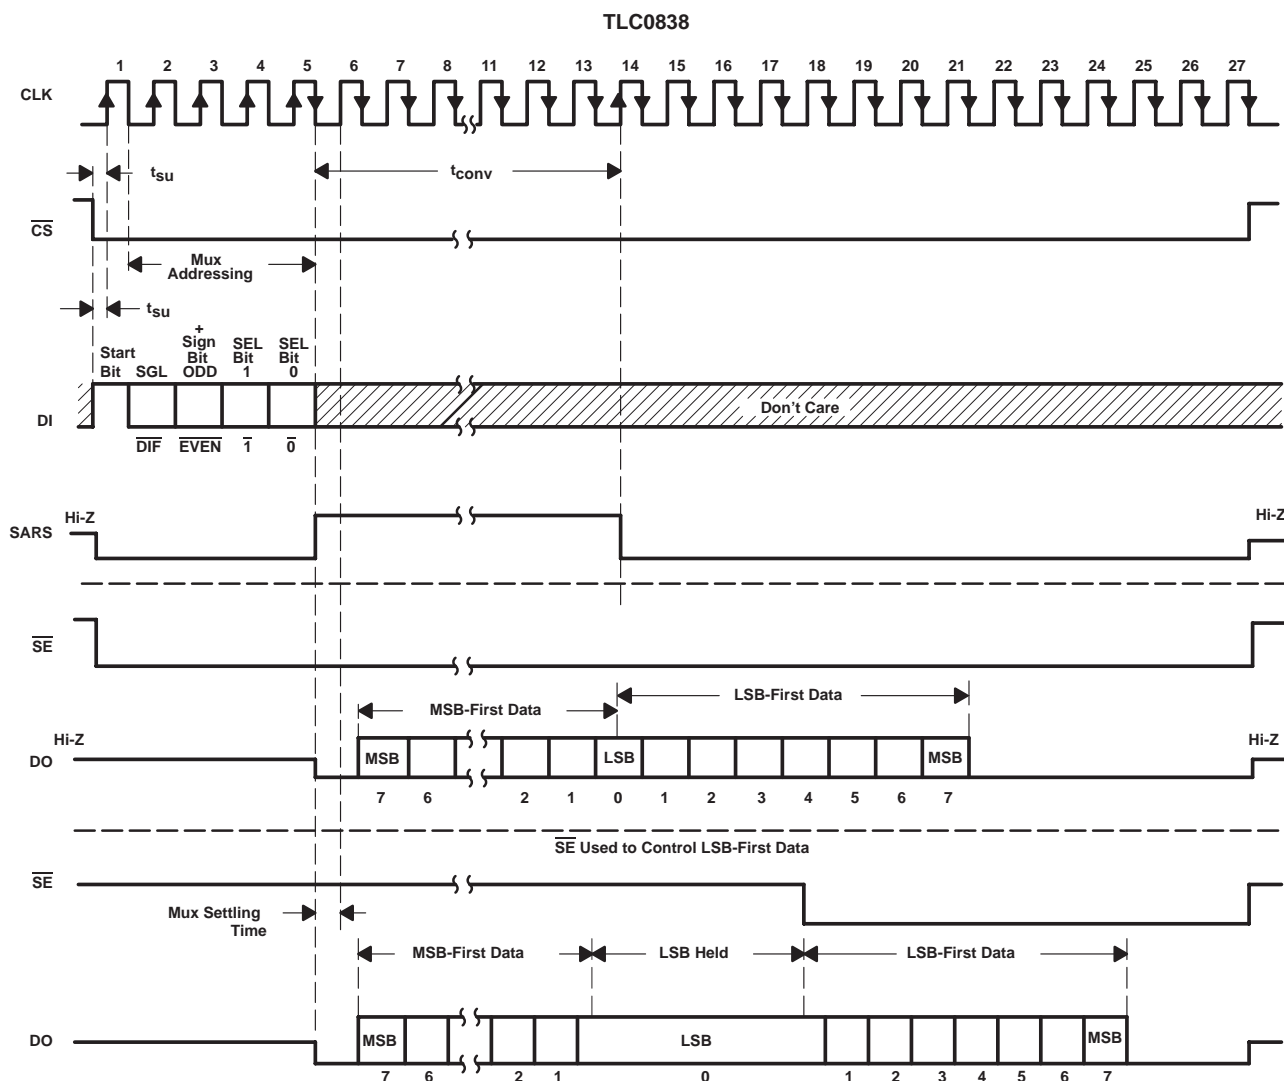 TLC0838
1 2 3 4 5 6 7 8 11 12 13 14 15 16 17 18 19 20 21 22 23 24 25 26 27
CLK
tsu
tconv
CS
Mux
Addressing
tsu
Start
Bit
SGL
+
Sign
Bit
ODD
SEL
Bit
1
SEL
Bit
0
DI
Don't Care
DIF EVEN 1 0
Hi-Z
Hi-Z
SARS
SE
LSB-First Data
MSB-First Data
Hi-Z
Hi-Z
DO
MSB LSB MSB
7 6 2 1 0 1 2 3 4 5 6 7
SE Used to Control LSB-First Data
SE
Mux Settling
Time
MSB-First Data LSB Held LSB-First Data
DO
MSB LSB MSB
7 6 2 1 0 1 2 3 4 5 6 7